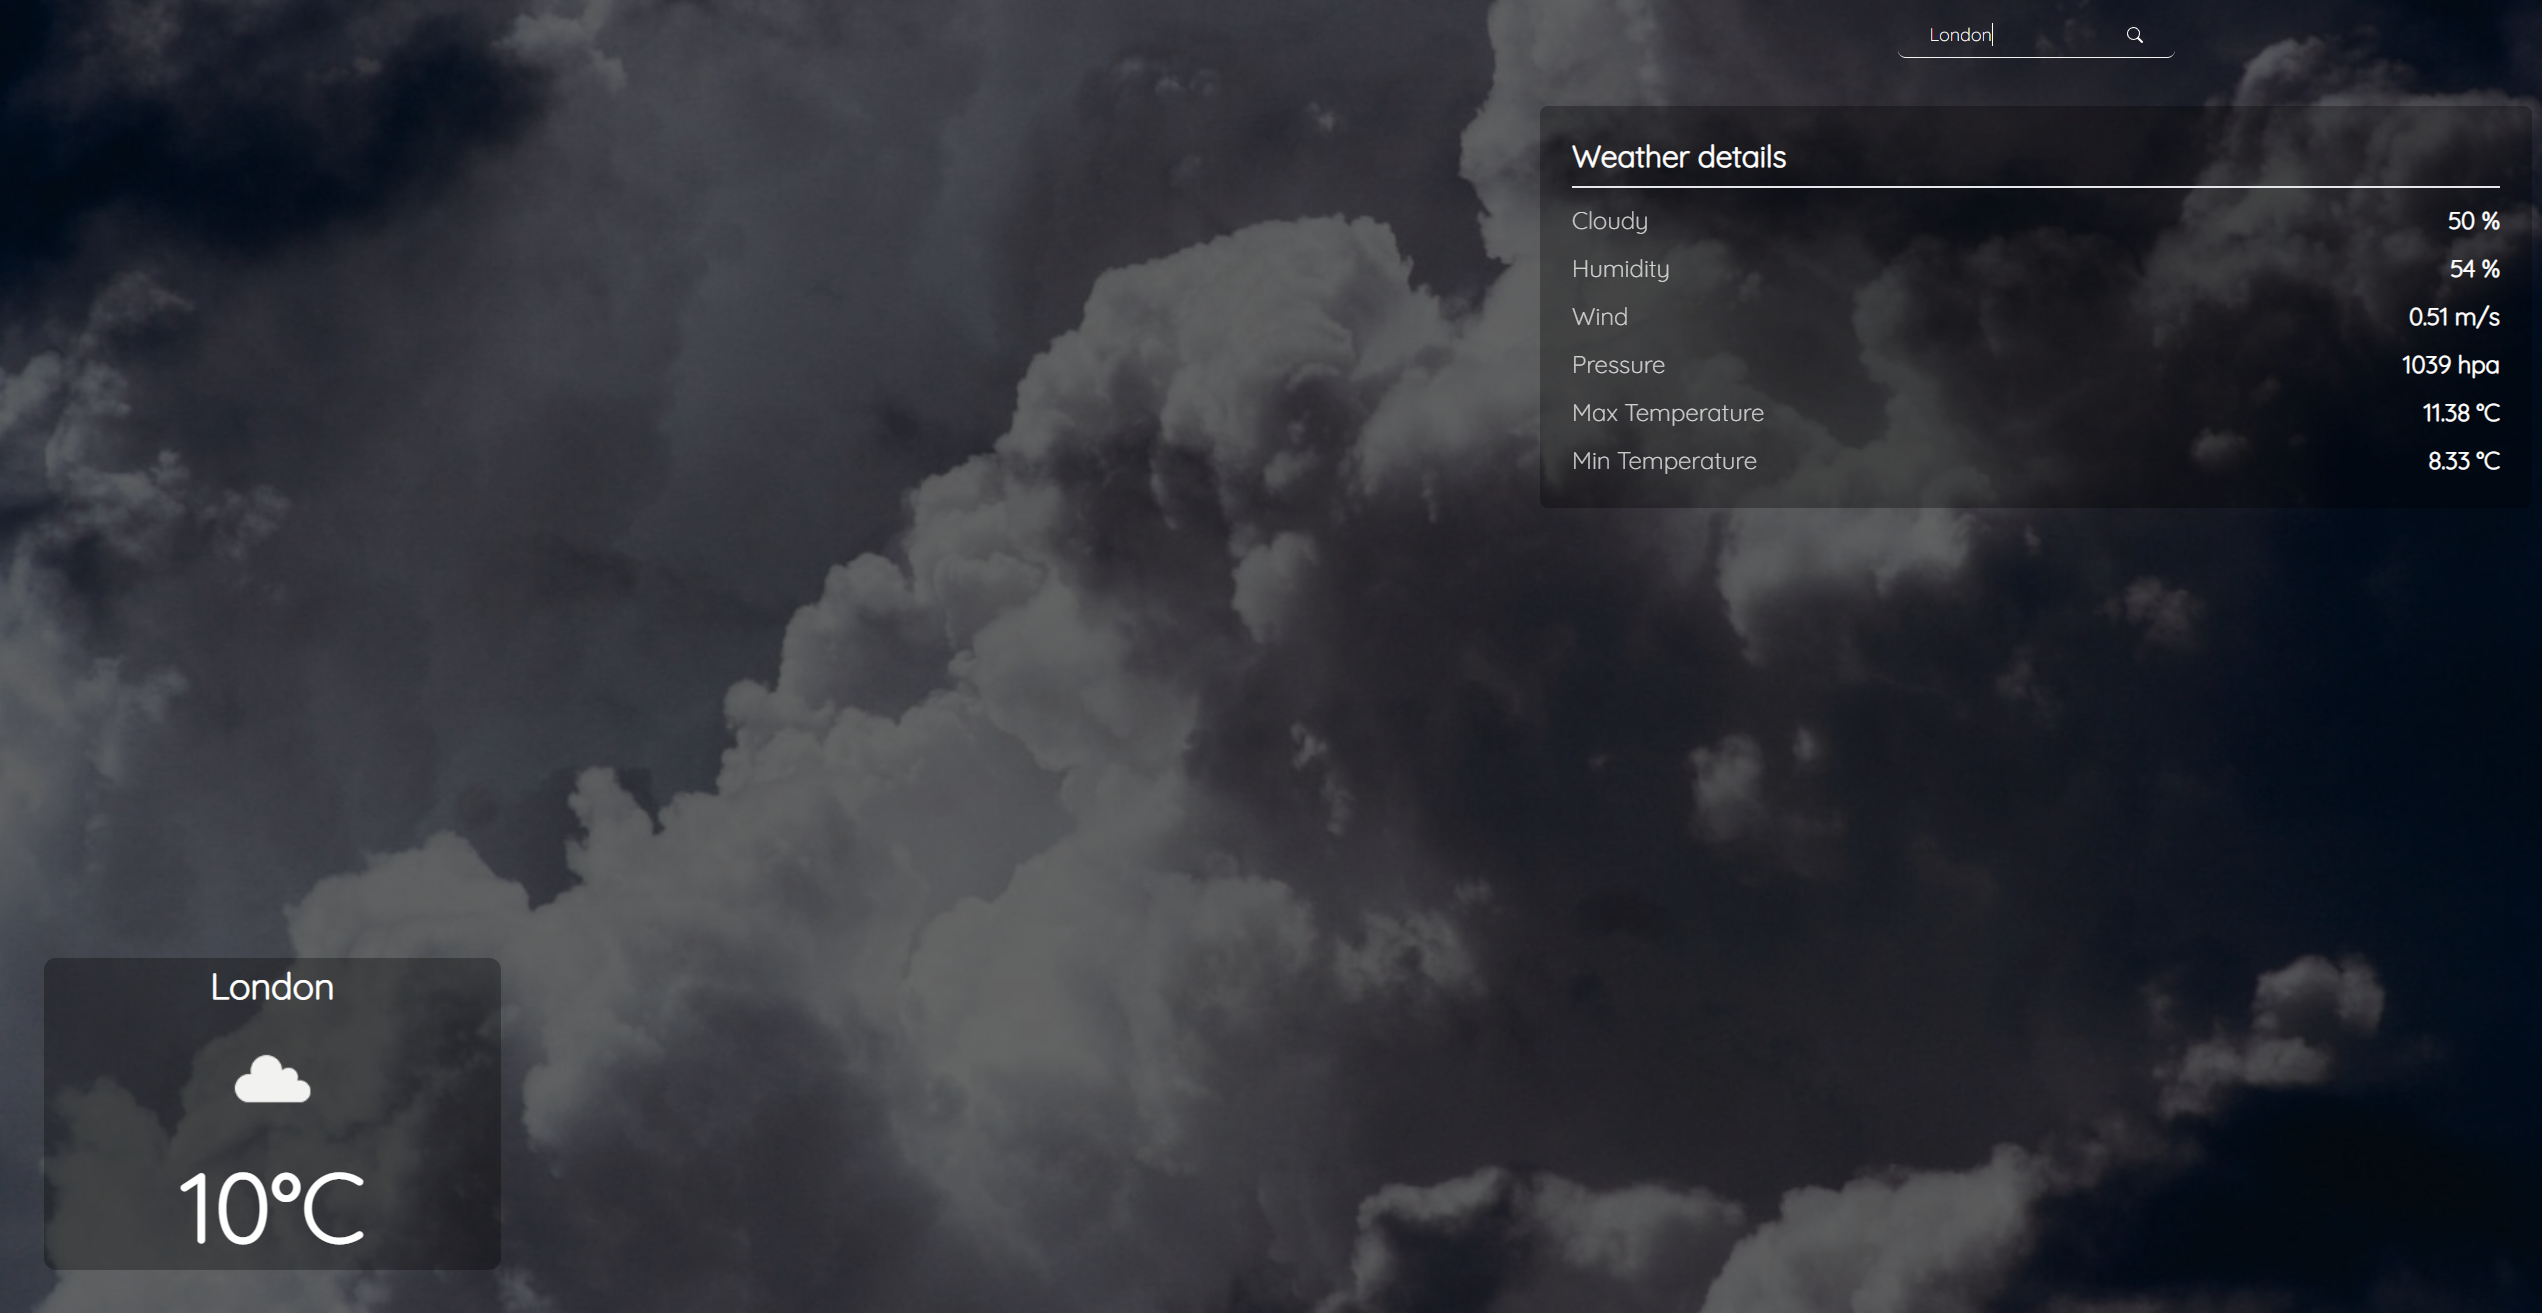 London
Weather details
Cloudy 50 %
Humidity 54 %
Wind 0.51 m/s
Pressure 1039 hpa
Max Temperature 11.38 °C
Min Temperature 8.33 °C
London
10°C